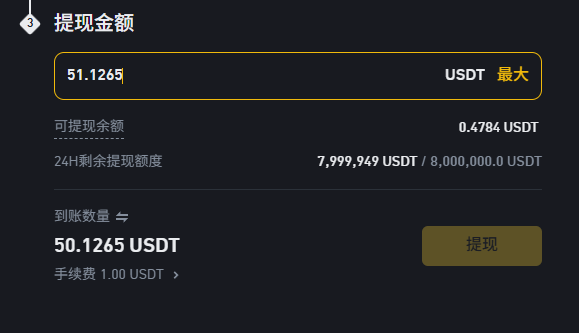 3 提现金额
51.1265 USDT 最大
可提现余额 0.4784 USDT
24H剩余提现额度 7,999,949 USDT / 8,000,000.0 USDT
到账数量
50.1265 USDT 提现
手续费 1.00 USDT